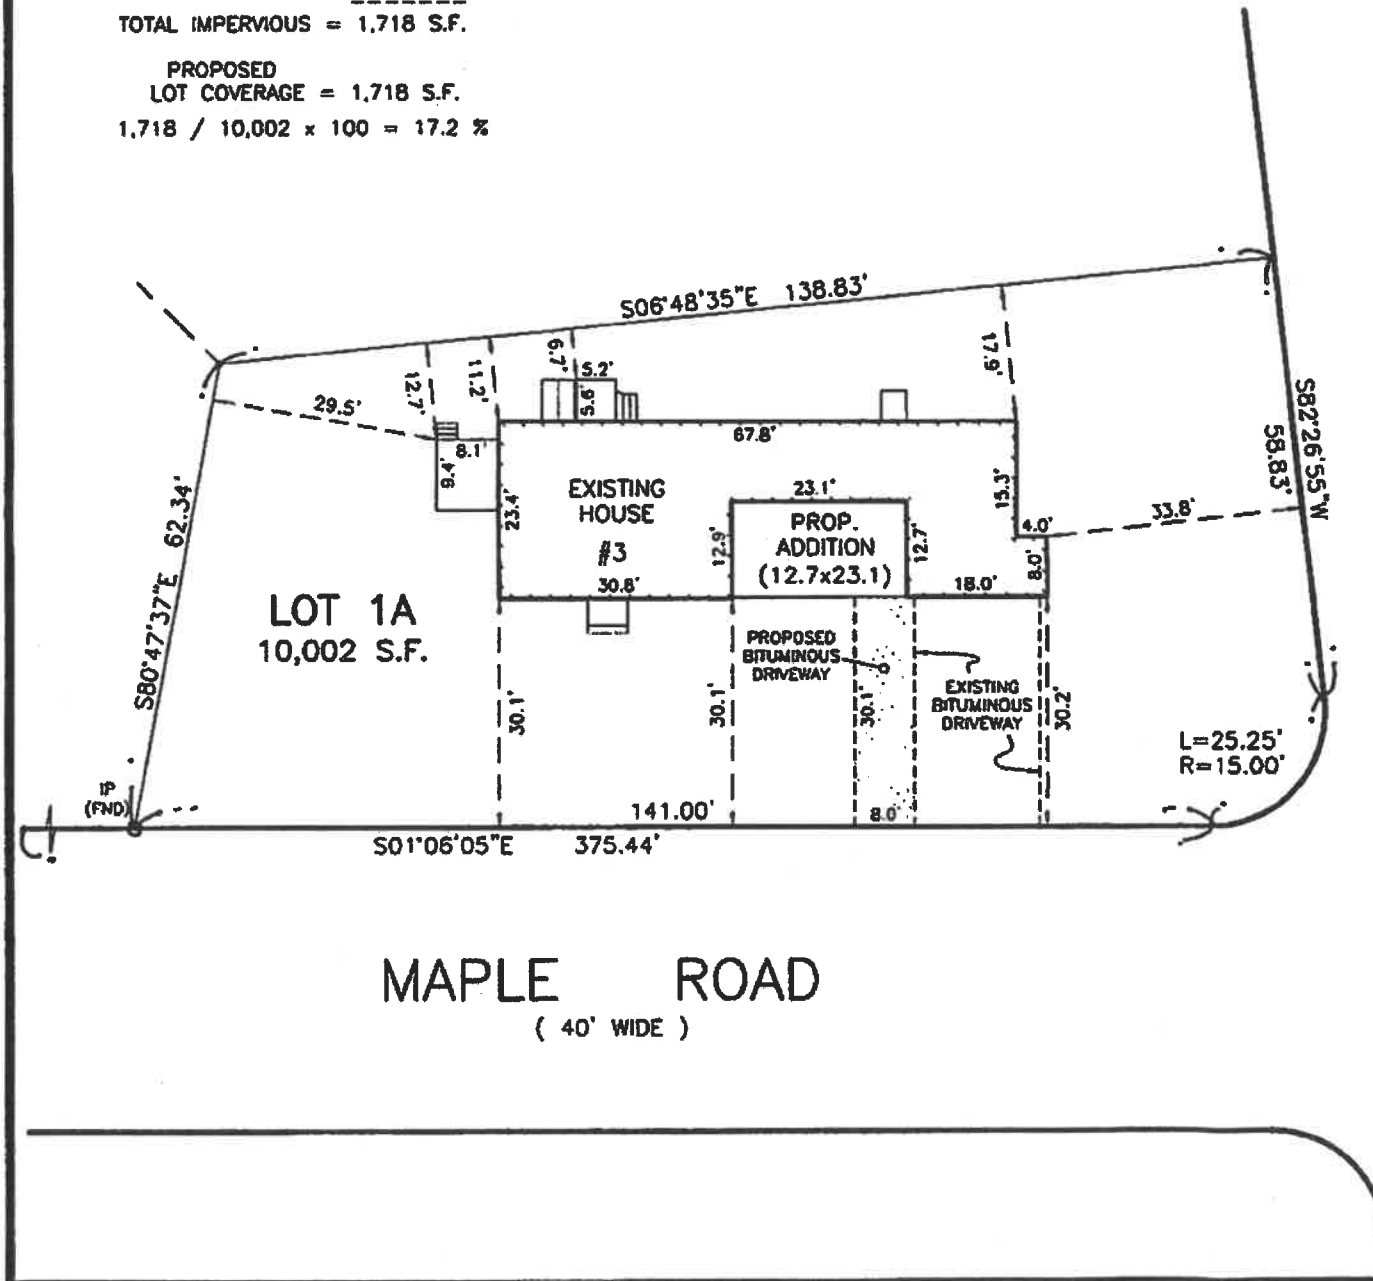 TOTAL IMPERVIOUS = 1,718 S.F.
PROPOSED
LOT COVERAGE = 1,718 S.F.
1,718 / 10,002 x 100 = 17.2 %
S06°48'35"E 138.83'
S80°47'37"E 62.34'
29.5'
12.7'
11.2'
6.7'
5.2'
5.6'
17.9'
8.1'
9.4'
67.8'
23.4'
EXISTING
HOUSE
#3
30.8'
23.1'
PROP.
ADDITION
(12.7x23.1)
12.9'
12.7'
15.3'
4.0'
8.0'
18.0'
33.8'
S82°26'55"W
58.83'
LOT 1A
10,002 S.F.
PROPOSED
BITUMINOUS
DRIVEWAY
EXISTING
BITUMINOUS
DRIVEWAY
30.1'
30.1'
30.1'
30.2'
L=25.25'
R=15.00'
IP
(FND)
141.00'
8.0'
S01°06'05"E 375.44'
MAPLE ROAD
( 40' WIDE )